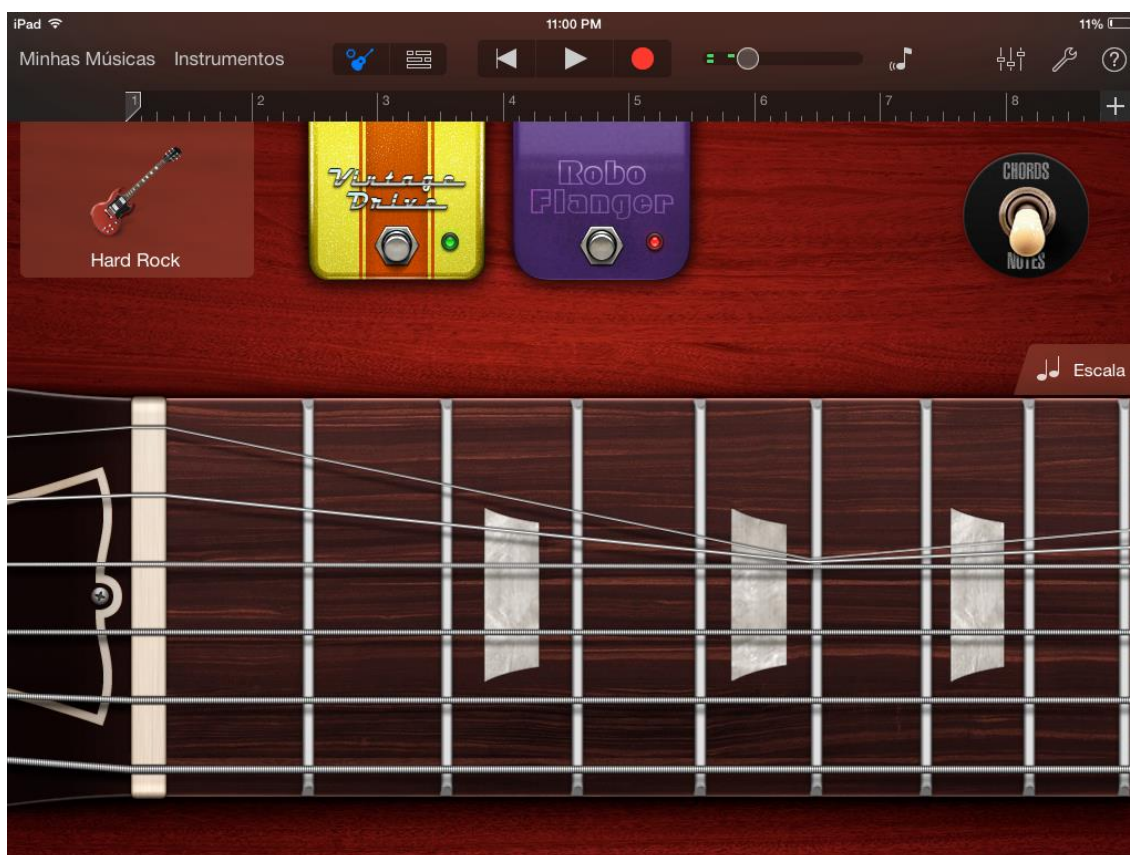 iPad 11:00 PM 11%
Minhas Músicas Instrumentos
1 2 3 4 5 6 7 8
Vintage
Drive
Robo
Flanger
CHORDS
NOTES
Hard Rock
Escala